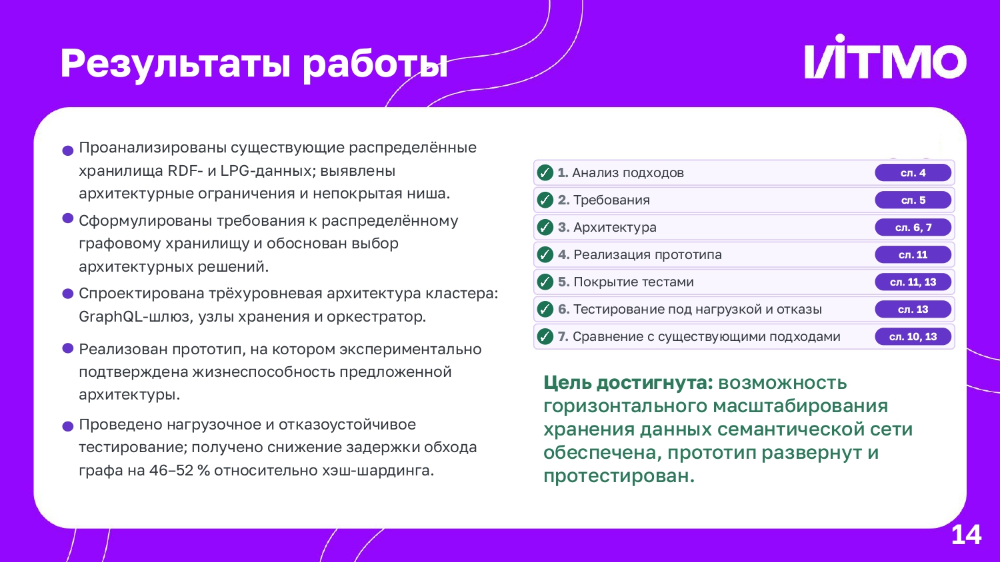 Результаты работы
ИТМО
Проанализированы существующие распределённые
хранилища RDF- и LPG-данных; выявлены
архитектурные ограничения и непокрытая ниша.
Сформулированы требования к распределённому
графовому хранилищу и обоснован выбор
архитектурных решений.
Спроектирована трёхуровневая архитектура кластера:
GraphQL-шлюз, узлы хранения и оркестратор.
Реализован прототип, на котором экспериментально
подтверждена жизнеспособность предложенной
архитектуры.
Проведено нагрузочное и отказоустойчивое
тестирование; получено снижение задержки обхода
графа на 46–52 % относительно хэш-шардинга.
1. Анализ подходов сл. 4
2. Требования сл. 5
3. Архитектура сл. 6, 7
4. Реализация прототипа сл. 11
5. Покрытие тестами сл. 11, 13
6. Тестирование под нагрузкой и отказы сл. 13
7. Сравнение с существующими подходами сл. 10, 13
Цель достигнута: возможность
горизонтального масштабирования
хранения данных семантической сети
обеспечена, прототип развернут и
протестирован.
14